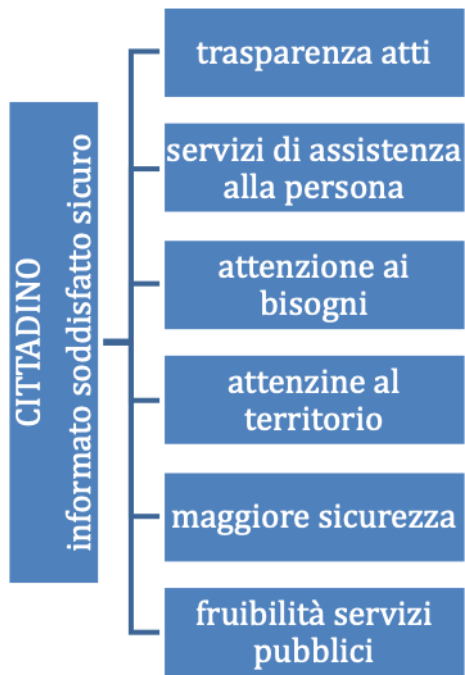 CITTADINO
informato soddisfatto sicuro
trasparenza atti
servizi di assistenza
alla persona
attenzione ai
bisogni
attenzine al
territorio
maggiore sicurezza
fruibilità servizi
pubblici